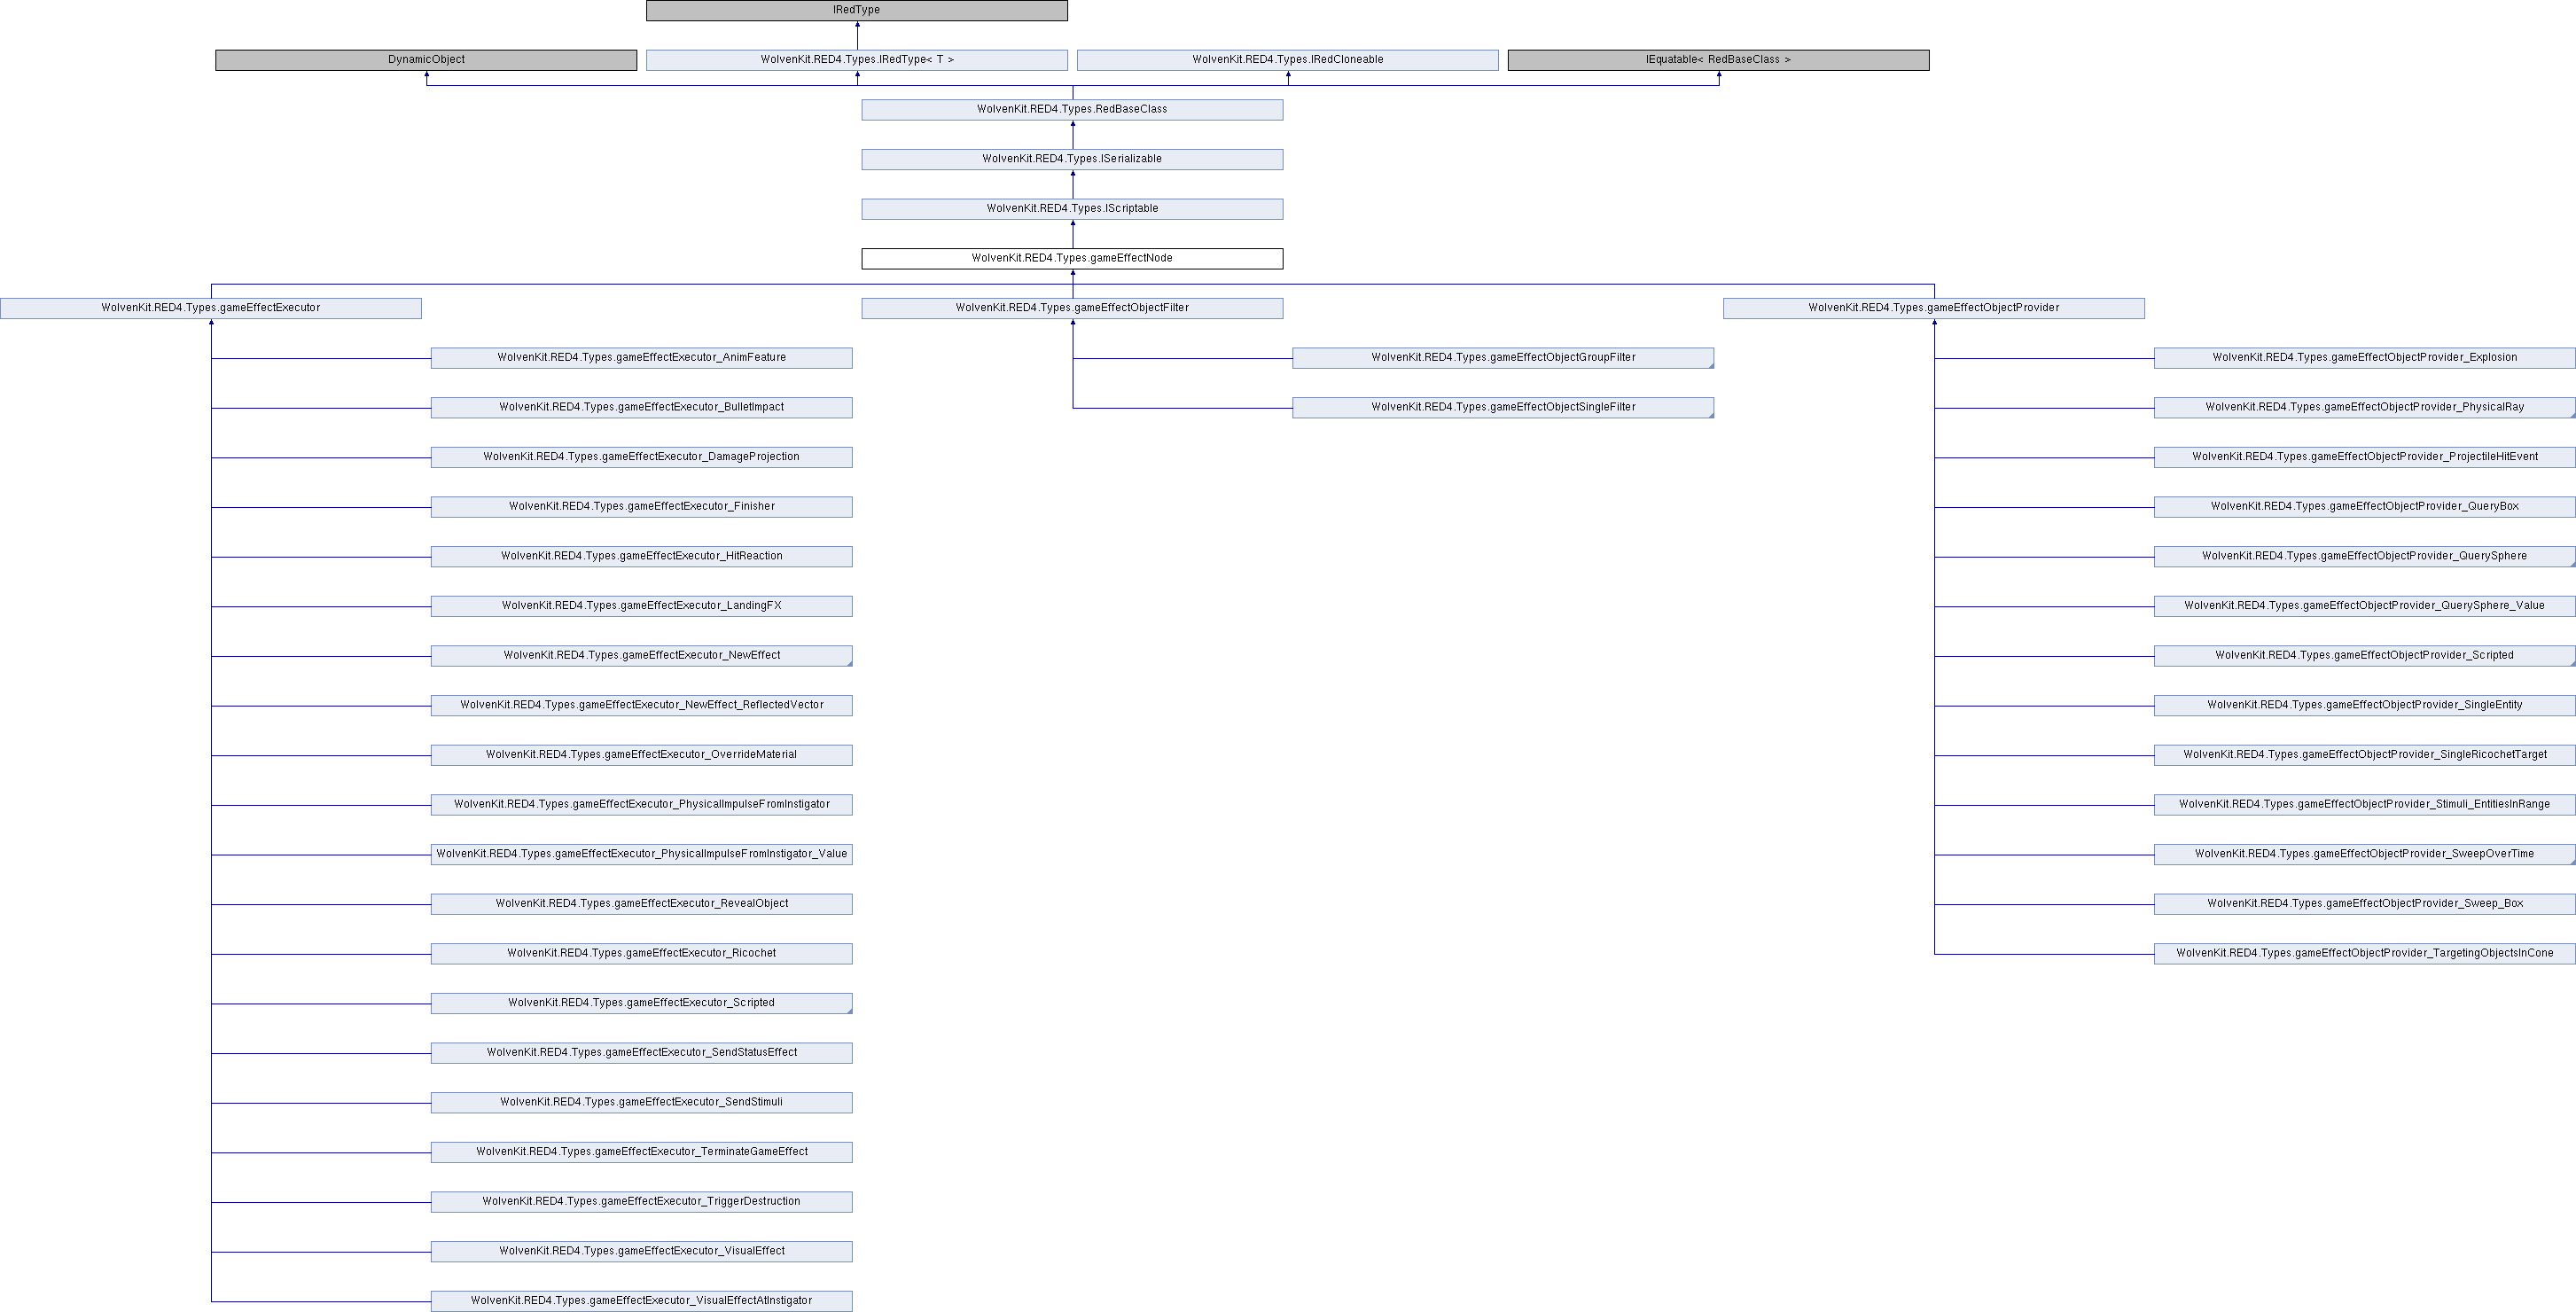 IRedType
DynamicObject
WolvenKit.RED4.Types.IRedType< T >
WolvenKit.RED4.Types.IRedCloneable
IEquatable< RedBaseClass >
WolvenKit.RED4.Types.RedBaseClass
WolvenKit.RED4.Types.ISerializable
WolvenKit.RED4.Types.IScriptable
WolvenKit.RED4.Types.gameEffectNode
WolvenKit.RED4.Types.gameEffectExecutor
WolvenKit.RED4.Types.gameEffectObjectFilter
WolvenKit.RED4.Types.gameEffectObjectProvider
WolvenKit.RED4.Types.gameEffectExecutor_AnimFeature
WolvenKit.RED4.Types.gameEffectExecutor_BulletImpact
WolvenKit.RED4.Types.gameEffectExecutor_DamageProjection
WolvenKit.RED4.Types.gameEffectExecutor_Finisher
WolvenKit.RED4.Types.gameEffectExecutor_HitReaction
WolvenKit.RED4.Types.gameEffectExecutor_LandingFX
WolvenKit.RED4.Types.gameEffectExecutor_NewEffect
WolvenKit.RED4.Types.gameEffectExecutor_NewEffect_ReflectedVector
WolvenKit.RED4.Types.gameEffectExecutor_OverrideMaterial
WolvenKit.RED4.Types.gameEffectExecutor_PhysicalImpulseFromInstigator
WolvenKit.RED4.Types.gameEffectExecutor_PhysicalImpulseFromInstigator_Value
WolvenKit.RED4.Types.gameEffectExecutor_RevealObject
WolvenKit.RED4.Types.gameEffectExecutor_Ricochet
WolvenKit.RED4.Types.gameEffectExecutor_Scripted
WolvenKit.RED4.Types.gameEffectExecutor_SendStatusEffect
WolvenKit.RED4.Types.gameEffectExecutor_SendStimuli
WolvenKit.RED4.Types.gameEffectExecutor_TerminateGameEffect
WolvenKit.RED4.Types.gameEffectExecutor_TriggerDestruction
WolvenKit.RED4.Types.gameEffectExecutor_VisualEffect
WolvenKit.RED4.Types.gameEffectExecutor_VisualEffectAtInstigator
WolvenKit.RED4.Types.gameEffectObjectGroupFilter
WolvenKit.RED4.Types.gameEffectObjectSingleFilter
WolvenKit.RED4.Types.gameEffectObjectProvider_Explosion
WolvenKit.RED4.Types.gameEffectObjectProvider_PhysicalRay
WolvenKit.RED4.Types.gameEffectObjectProvider_ProjectileHitEvent
WolvenKit.RED4.Types.gameEffectObjectProvider_QueryBox
WolvenKit.RED4.Types.gameEffectObjectProvider_QuerySphere
WolvenKit.RED4.Types.gameEffectObjectProvider_QuerySphere_Value
WolvenKit.RED4.Types.gameEffectObjectProvider_Scripted
WolvenKit.RED4.Types.gameEffectObjectProvider_SingleEntity
WolvenKit.RED4.Types.gameEffectObjectProvider_SingleRicochetTarget
WolvenKit.RED4.Types.gameEffectObjectProvider_Stimuli_EntitiesInRange
WolvenKit.RED4.Types.gameEffectObjectProvider_SweepOverTime
WolvenKit.RED4.Types.gameEffectObjectProvider_Sweep_Box
WolvenKit.RED4.Types.gameEffectObjectProvider_TargetingObjectsInCone